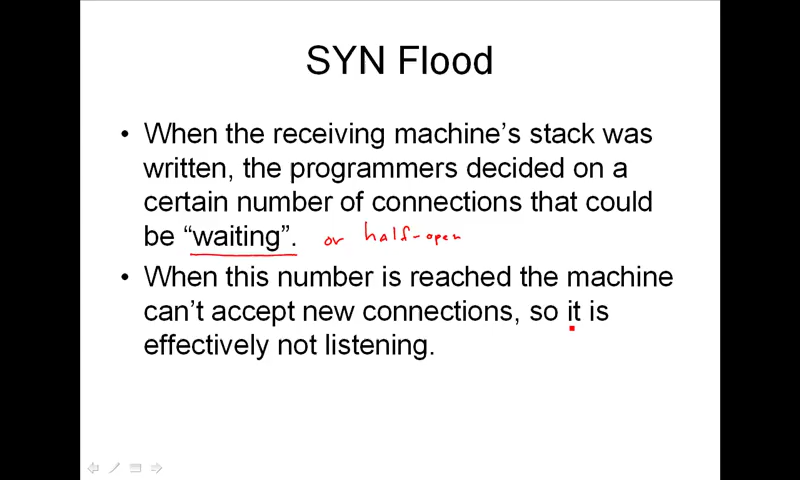 SYN Flood
• When the receiving machine's stack was
written, the programmers decided on a
certain number of connections that could
be “waiting”. or half-open
• When this number is reached the machine
can't accept new connections, so it is
effectively not listening.